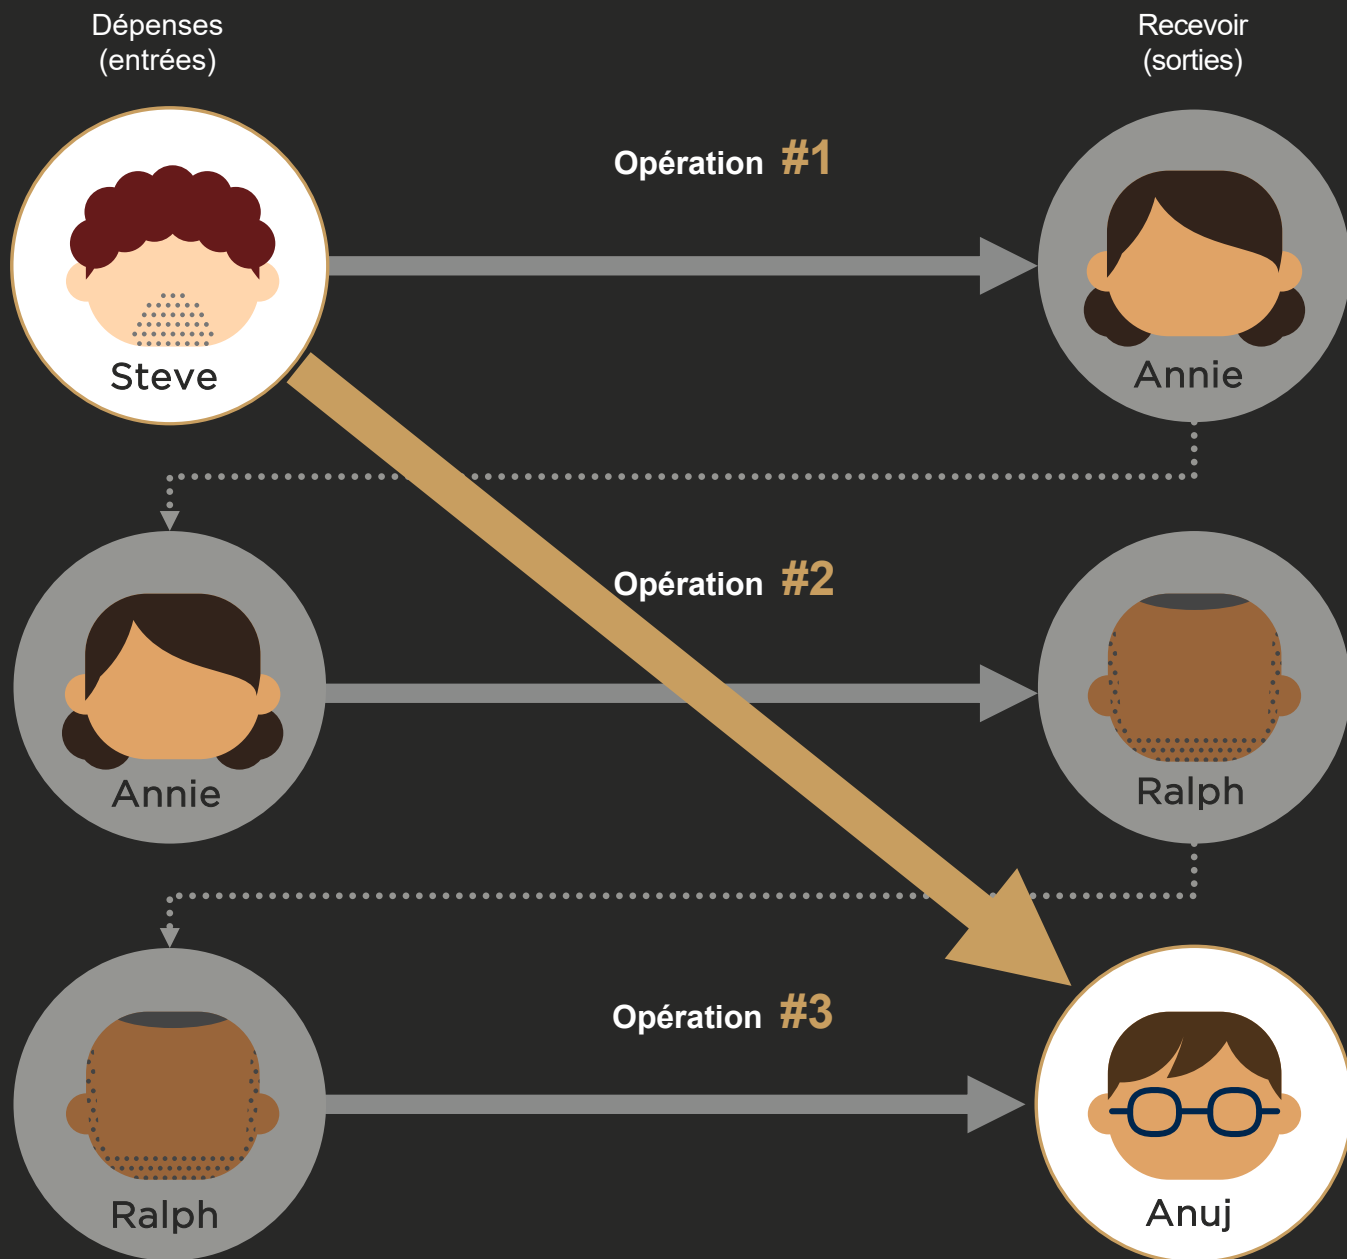 Dépenses
(entrées)
Recevoir
(sorties)
Opération #1
Steve
Annie
Opération #2
Annie
Ralph
Opération #3
Ralph
Anuj